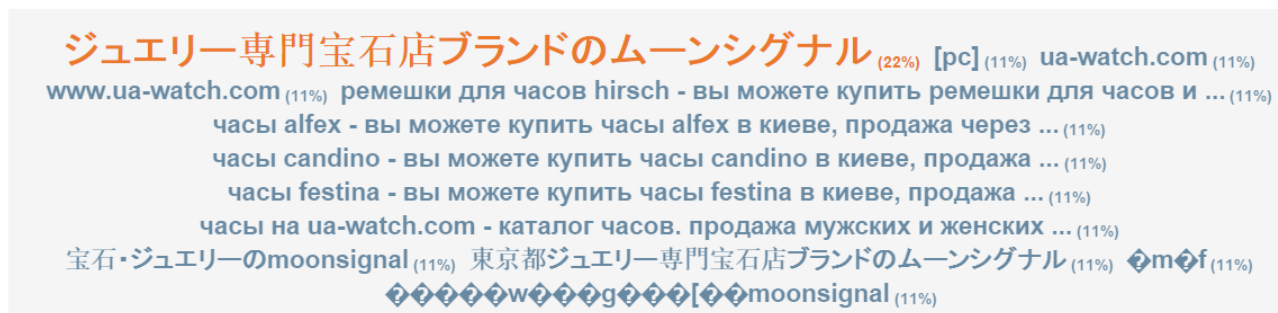 ジュエリー専門宝石店ブランドのムーンシグナル (22%) [pc] (11%) ua-watch.com (11%)
www.ua-watch.com (11%) ремешки для часов hirsch - вы можете купить ремешки для часов и ... (11%)
часы alfex - вы можете купить часы alfex в киеве, продажа через ... (11%)
часы candino - вы можете купить часы candino в киеве, продажа ... (11%)
часы festina - вы можете купить часы festina в киеве, продажа ... (11%)
часы на ua-watch.com - каталог часов. продажа мужских и женских ... (11%)
宝石・ジュエリーのmoonsignal (11%) 東京都ジュエリー専門宝石店ブランドのムーンシグナル (11%) �m�f (11%)
�����w���g���[��moonsignal (11%)